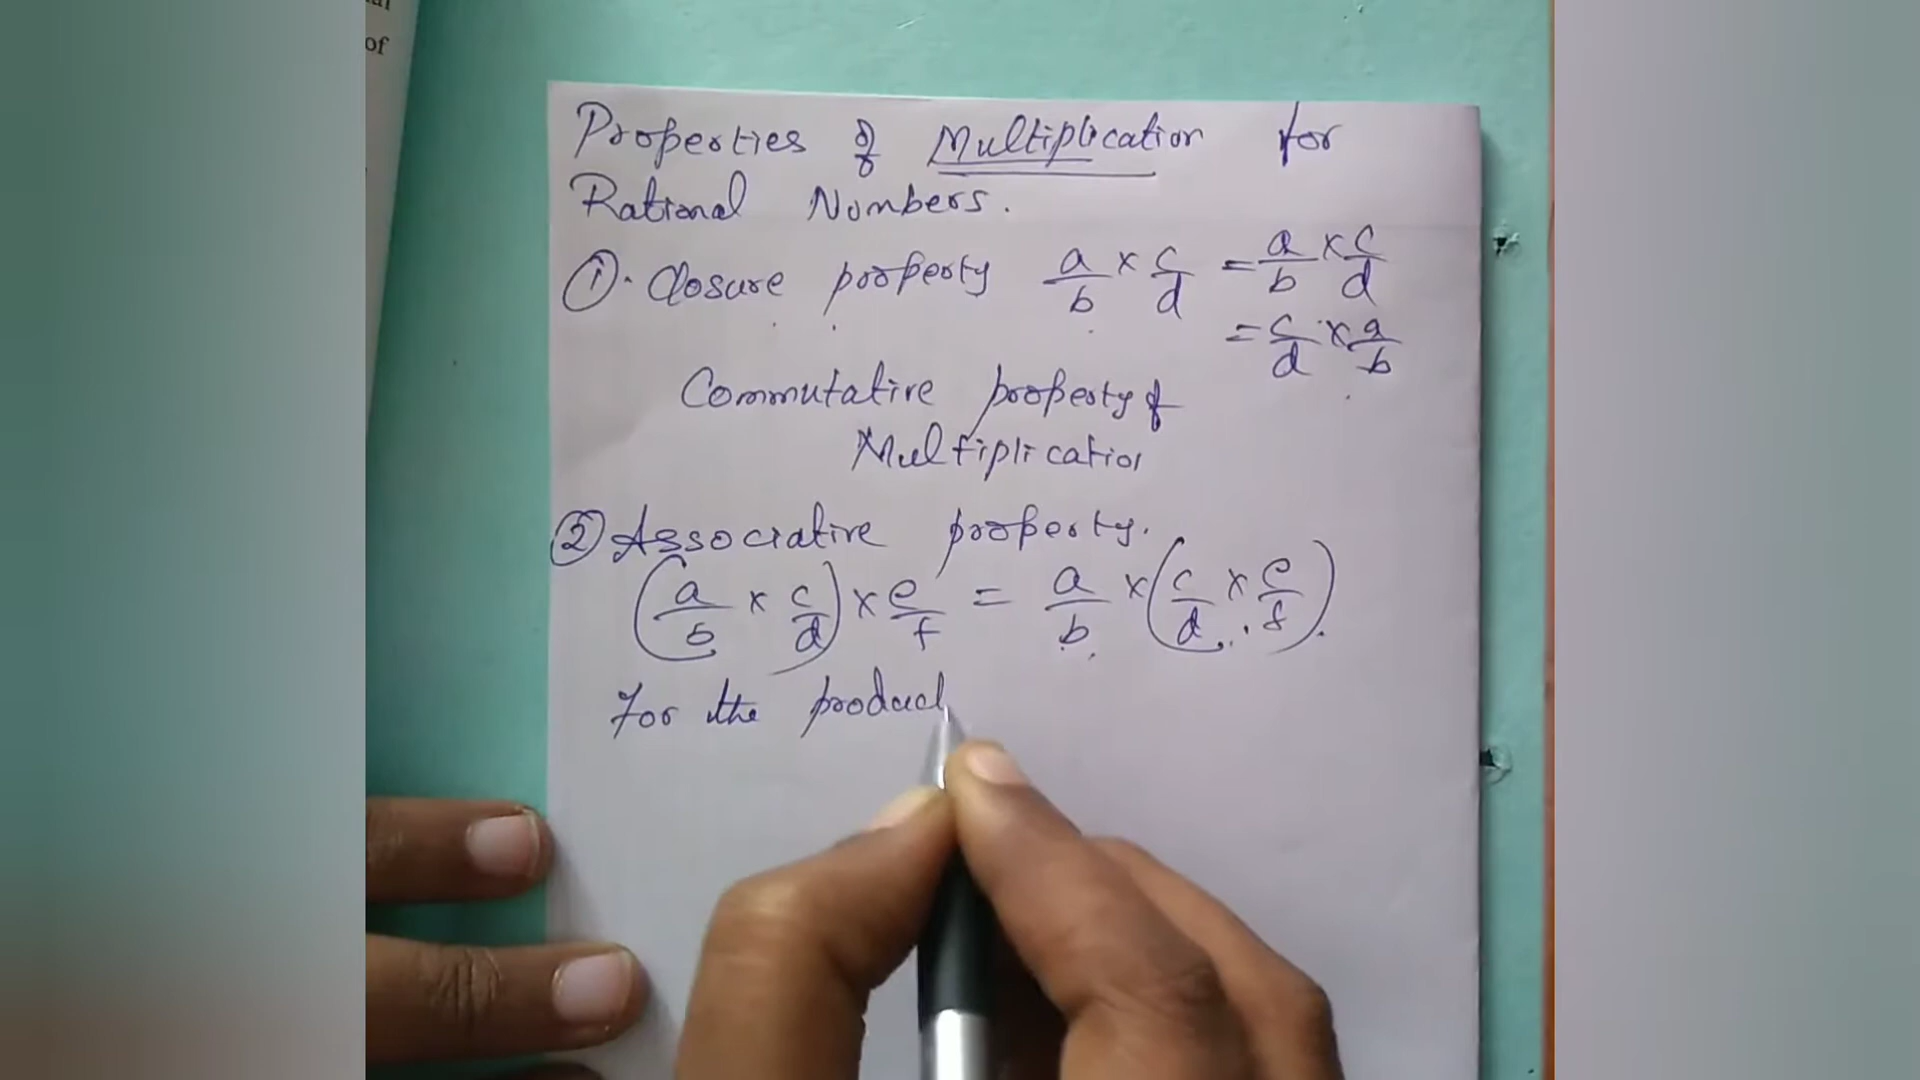 of
Properties of Multiplication for
Rational Numbers.
①. Closure property a/b × c/d = a/b × c/d
= c/d × a/b
Commutative property of
Multiplication
② Associative property.
(a/b × c/d) × e/f = a/b × (c/d × e/f).
For the product